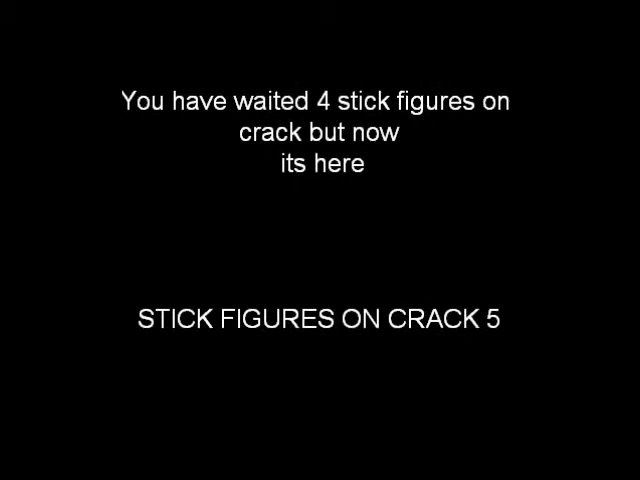 You have waited 4 stick figures on
crack but now
its here
STICK FIGURES ON CRACK 5